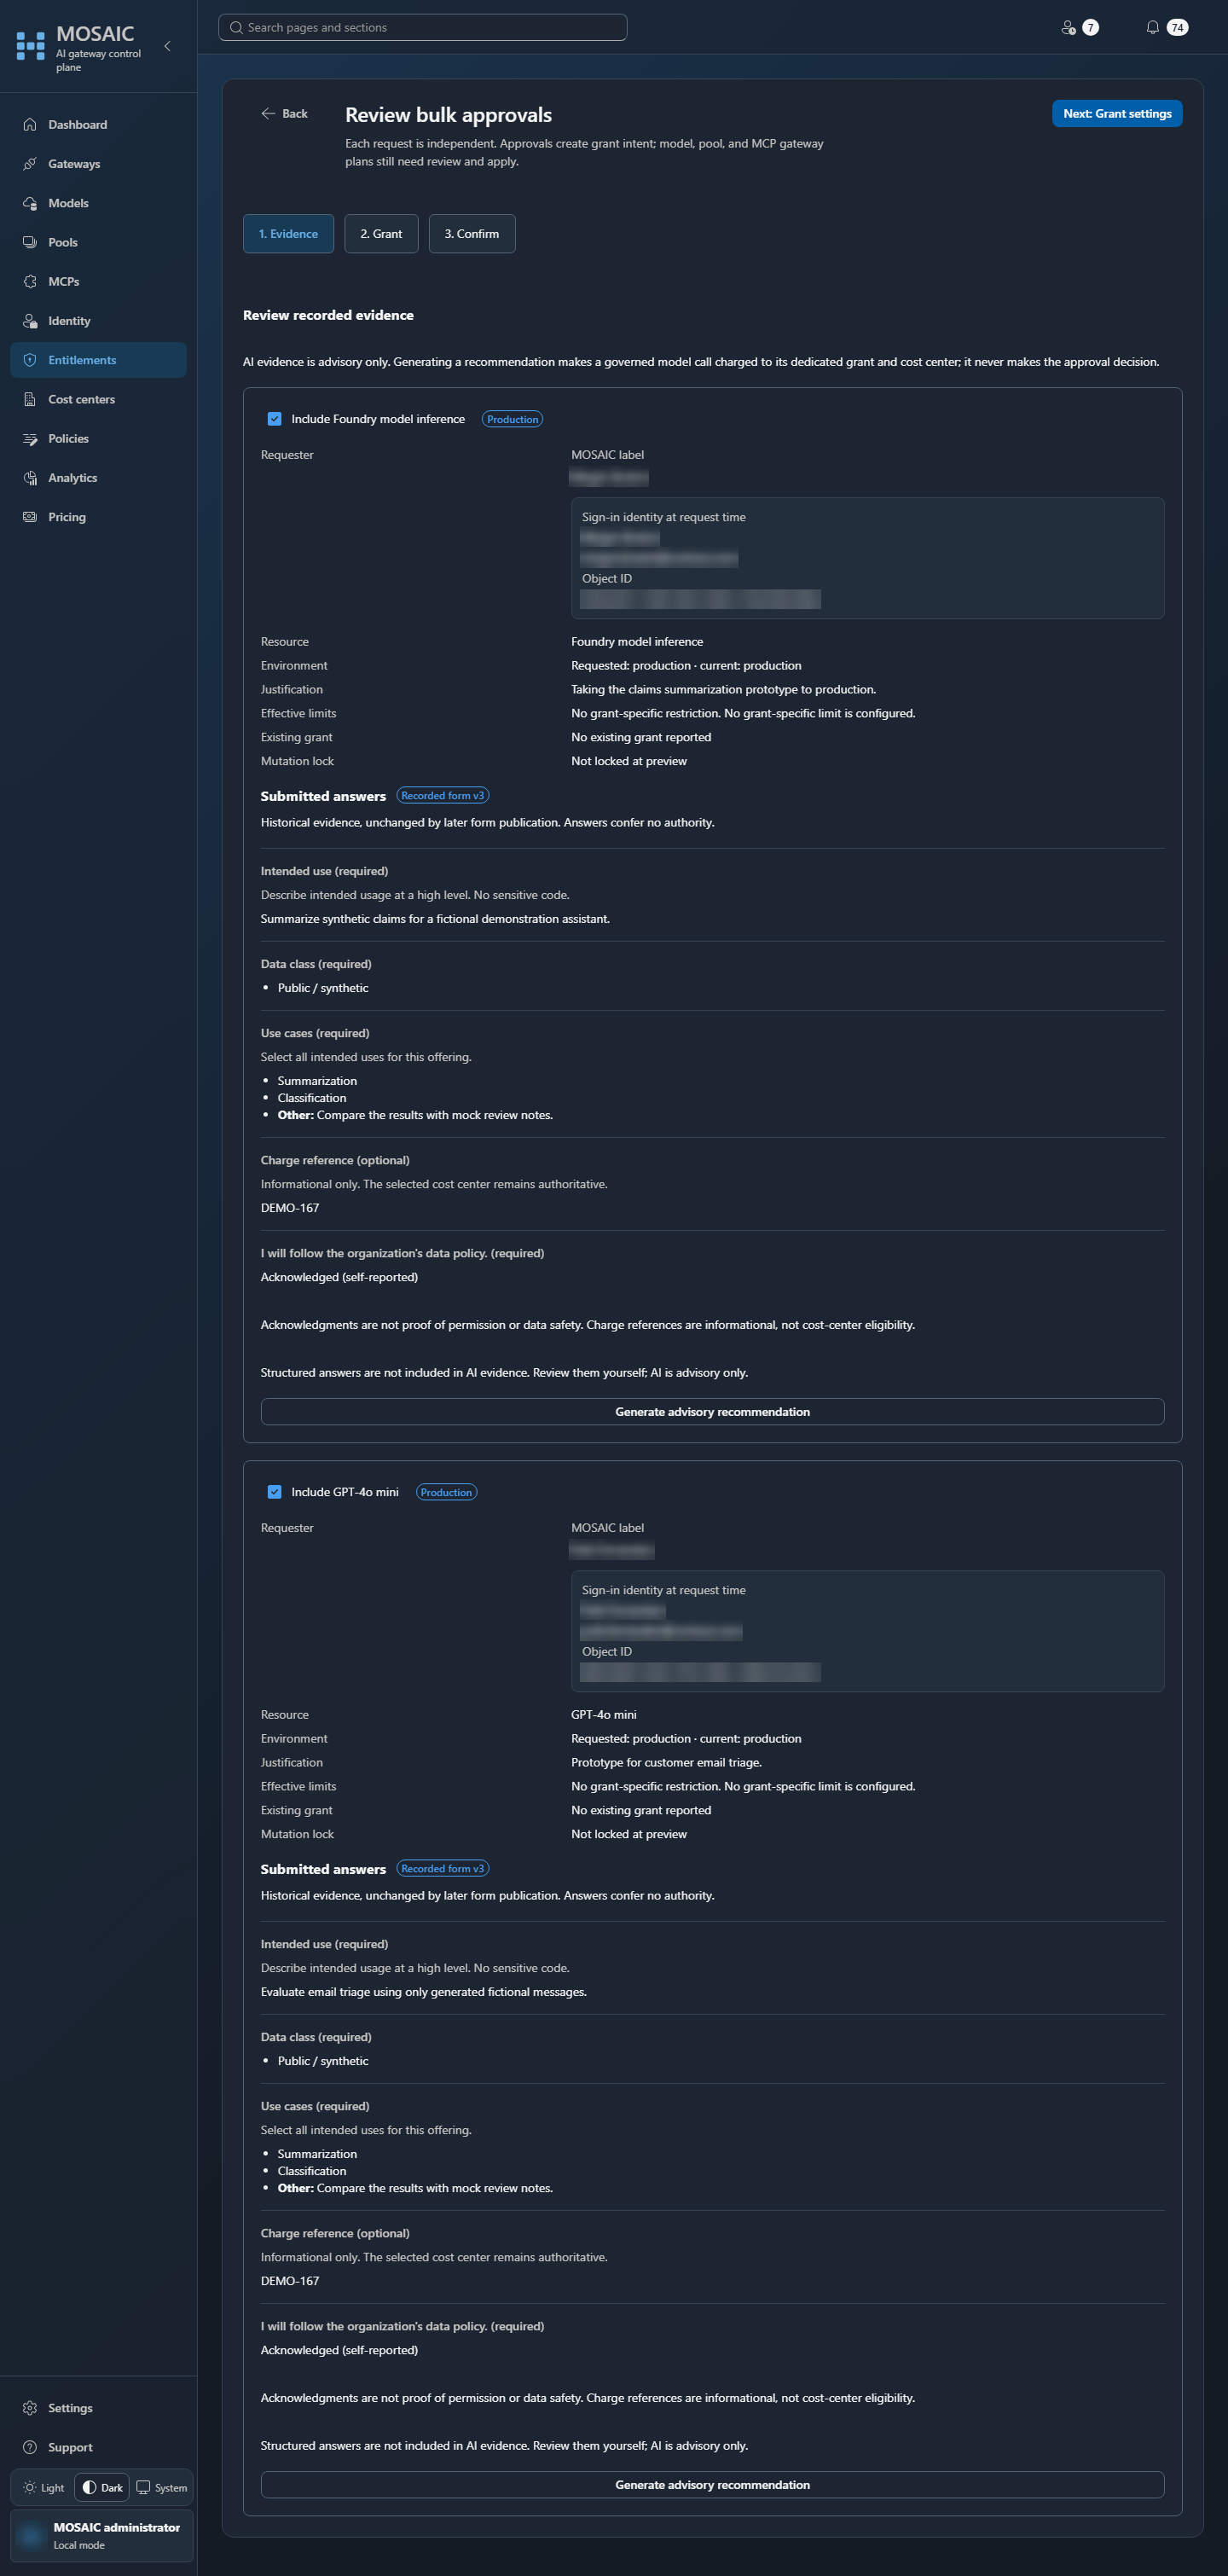 MOSAIC
AI gateway control
plane
Search pages and sections
7
74
Dashboard
Gateways
Models
Pools
MCPs
Identity
Entitlements
Cost centers
Policies
Analytics
Pricing
Back
Review bulk approvals
Next: Grant settings
Each request is independent. Approvals create grant intent; model, pool, and MCP gateway
plans still need review and apply.
1. Evidence
2. Grant
3. Confirm
Review recorded evidence
AI evidence is advisory only. Generating a recommendation makes a governed model call charged to its dedicated grant and cost center; it never makes the approval decision.
Include Foundry model inference Production
Requester
MOSAIC label
Sign-in identity at request time
Object ID
Resource Foundry model inference
Environment Requested: production · current: production
Justification Taking the claims summarization prototype to production.
Effective limits No grant-specific restriction. No grant-specific limit is configured.
Existing grant No existing grant reported
Mutation lock Not locked at preview
Submitted answers Recorded form v3
Historical evidence, unchanged by later form publication. Answers confer no authority.
Intended use (required)
Describe intended usage at a high level. No sensitive code.
Summarize synthetic claims for a fictional demonstration assistant.
Data class (required)
• Public / synthetic
Use cases (required)
Select all intended uses for this offering.
• Summarization
• Classification
• Other: Compare the results with mock review notes.
Charge reference (optional)
Informational only. The selected cost center remains authoritative.
DEMO-167
I will follow the organization's data policy. (required)
Acknowledged (self-reported)
Acknowledgments are not proof of permission or data safety. Charge references are informational, not cost-center eligibility.
Structured answers are not included in AI evidence. Review them yourself; AI is advisory only.
Generate advisory recommendation
Include GPT-4o mini Production
Requester
MOSAIC label
Sign-in identity at request time
Object ID
Resource GPT-4o mini
Environment Requested: production · current: production
Justification Prototype for customer email triage.
Effective limits No grant-specific restriction. No grant-specific limit is configured.
Existing grant No existing grant reported
Mutation lock Not locked at preview
Submitted answers Recorded form v3
Historical evidence, unchanged by later form publication. Answers confer no authority.
Intended use (required)
Describe intended usage at a high level. No sensitive code.
Evaluate email triage using only generated fictional messages.
Data class (required)
• Public / synthetic
Use cases (required)
Select all intended uses for this offering.
• Summarization
• Classification
• Other: Compare the results with mock review notes.
Charge reference (optional)
Informational only. The selected cost center remains authoritative.
DEMO-167
I will follow the organization's data policy. (required)
Acknowledged (self-reported)
Acknowledgments are not proof of permission or data safety. Charge references are informational, not cost-center eligibility.
Structured answers are not included in AI evidence. Review them yourself; AI is advisory only.
Generate advisory recommendation
Settings
Support
Light Dark System
MOSAIC administrator
Local mode